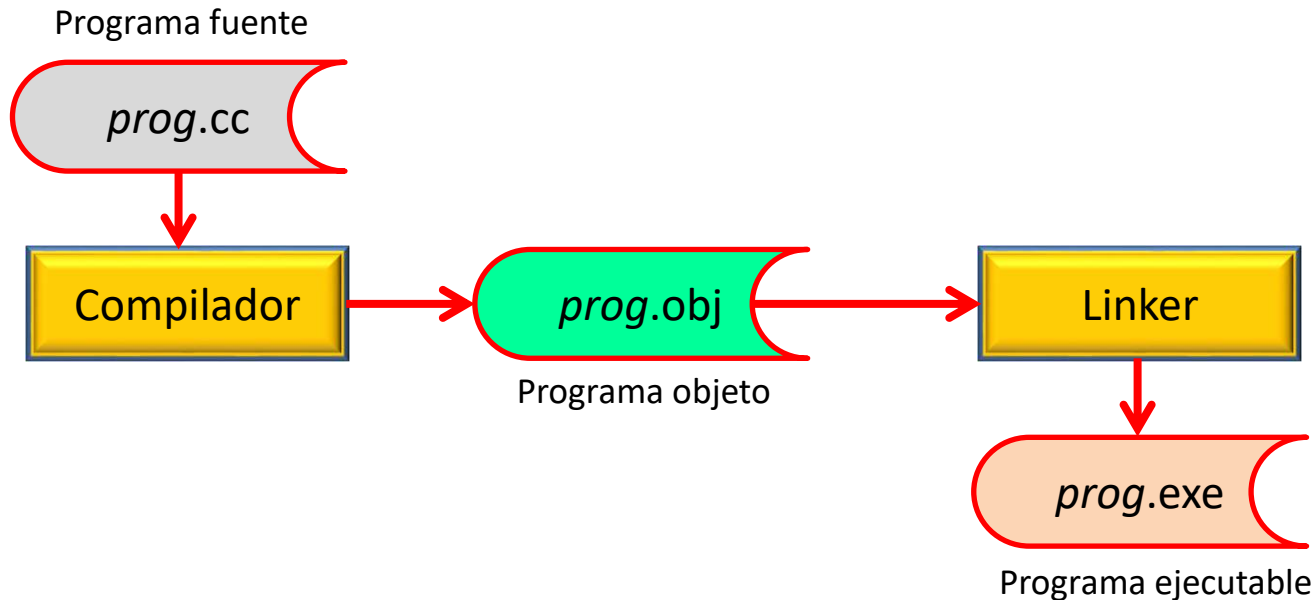 Programa fuente
prog.cc
Compilador
prog.obj
Linker
Programa objeto
prog.exe
Programa ejecutable